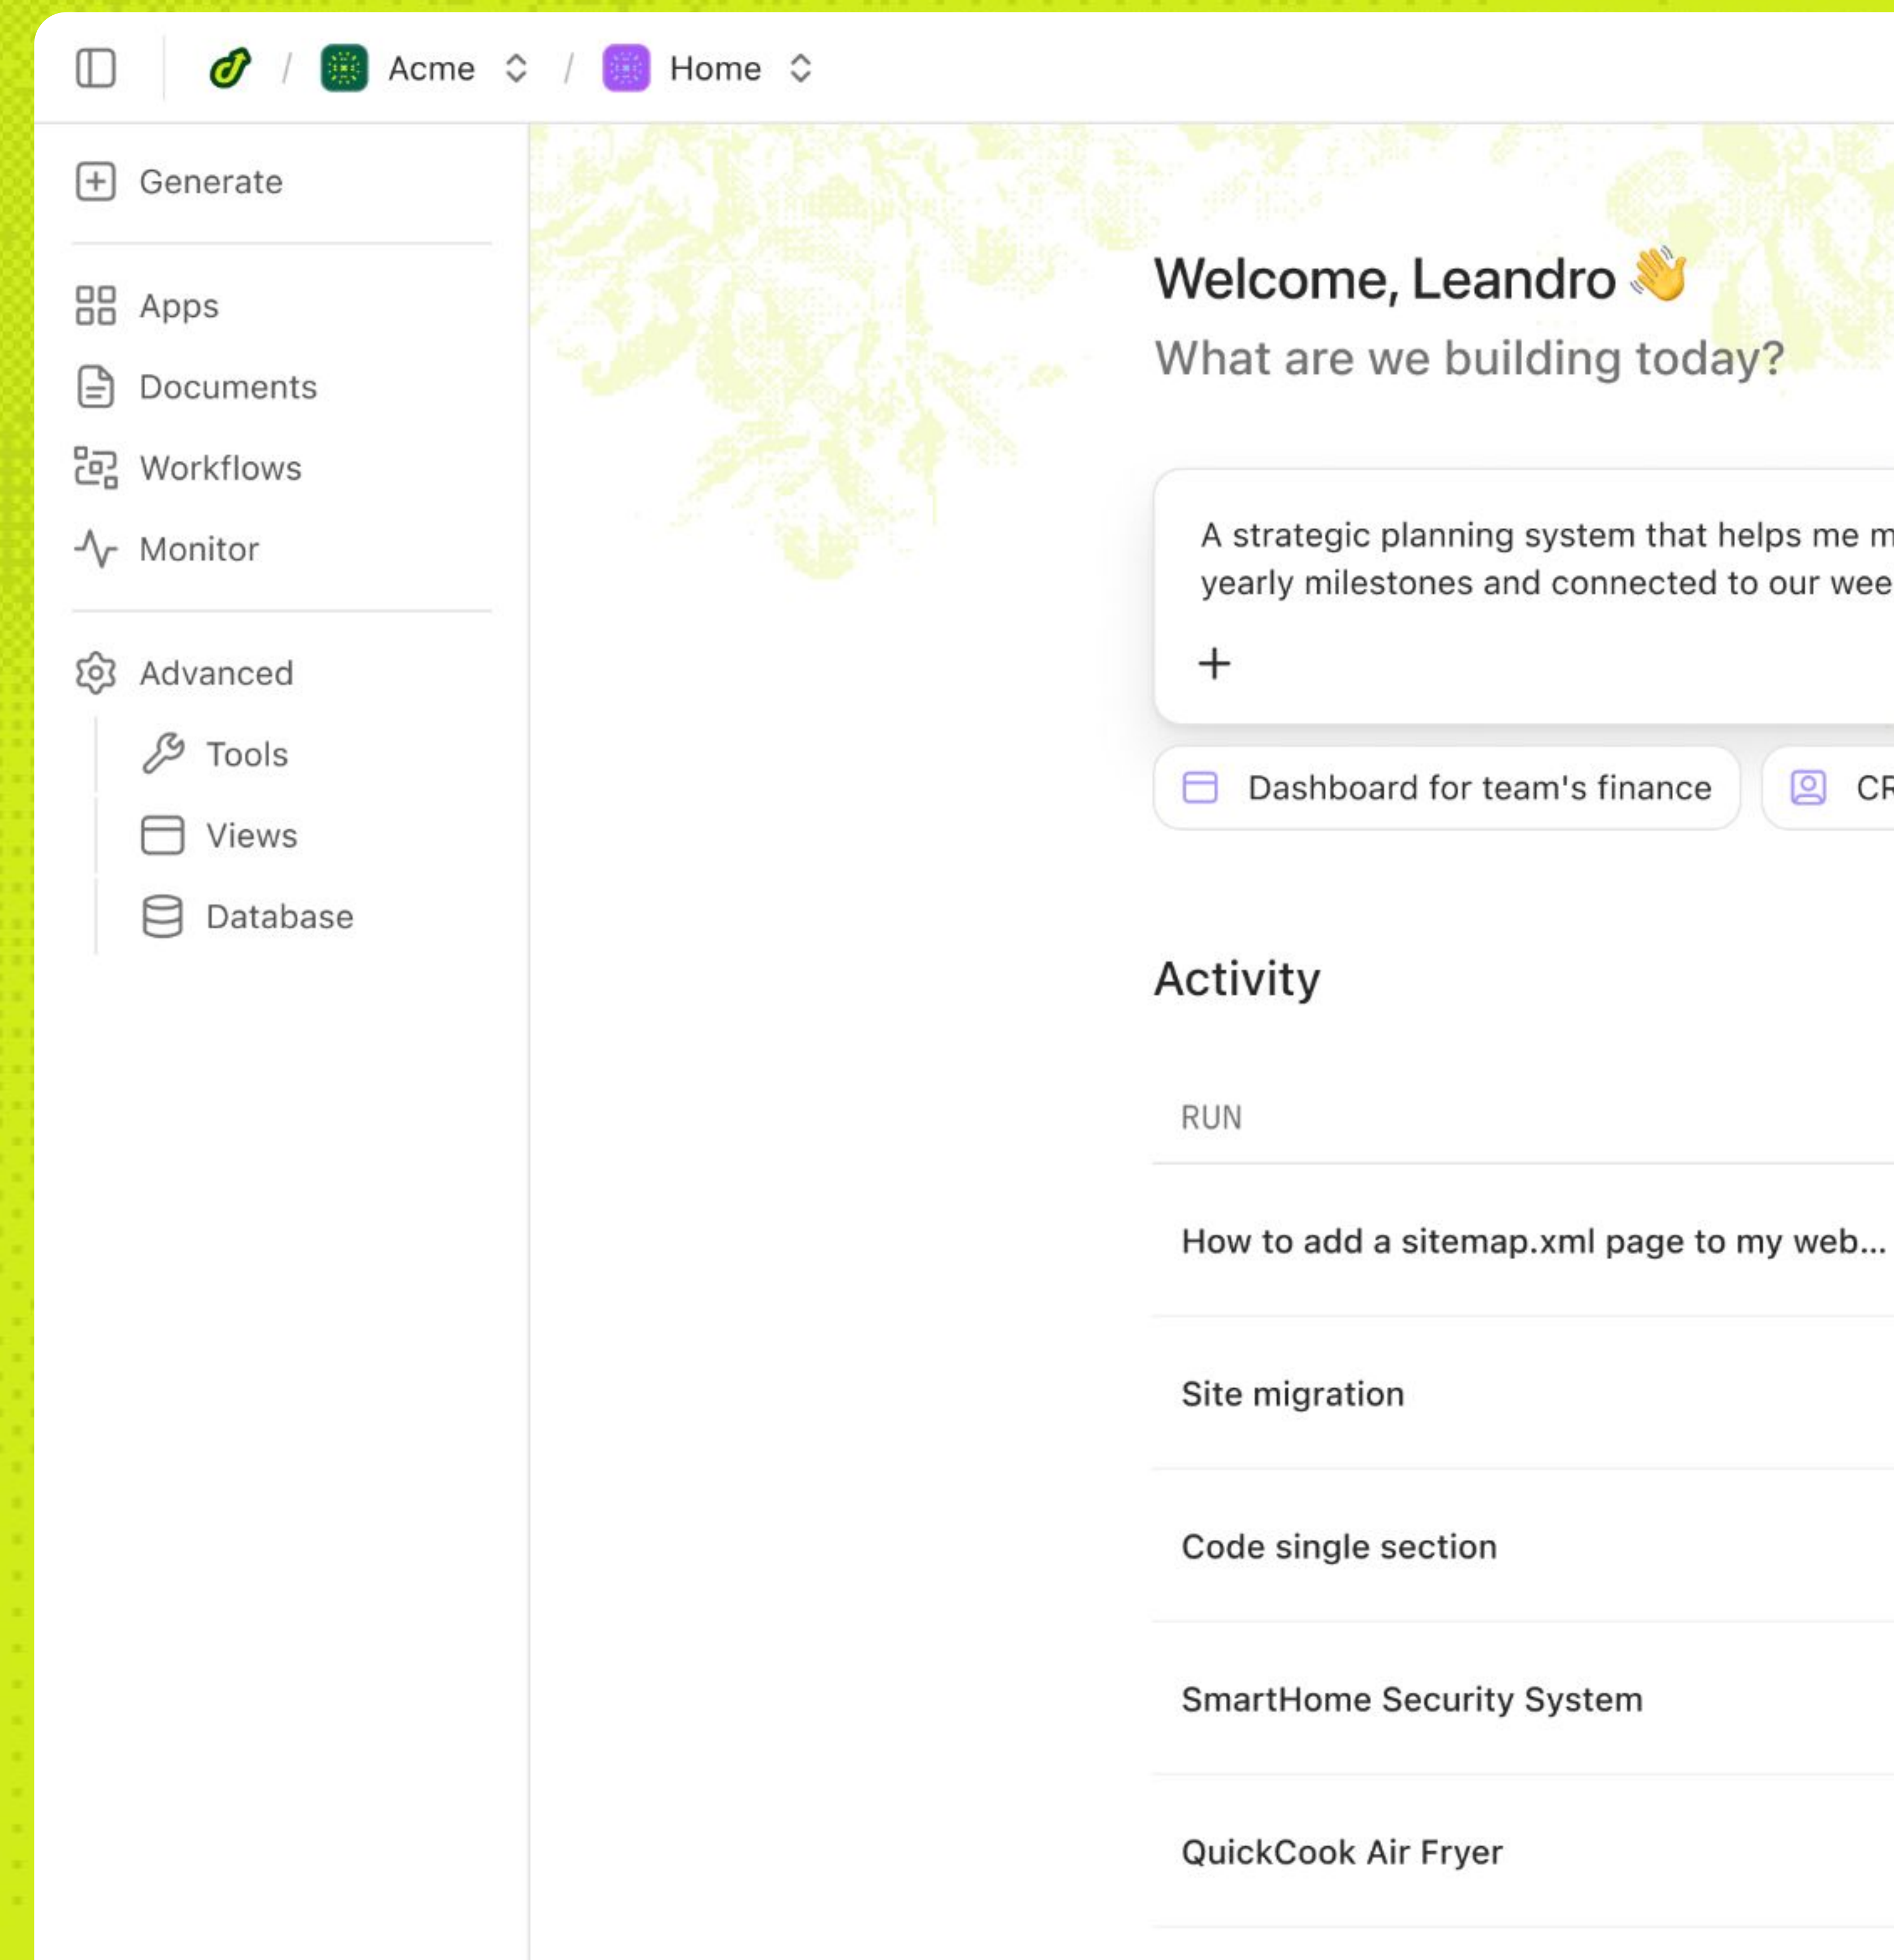 Acme
Home
Generate
Apps
Documents
Workflows
Monitor
Advanced
Tools
Views
Database
Welcome, Leandro 👋
What are we building today?
A strategic planning system that helps me
yearly milestones and connected to our
Dashboard for team's finance
Activity
RUN
How to add a sitemap.xml page to my web...
Site migration
Code single section
SmartHome Security System
QuickCook Air Fryer